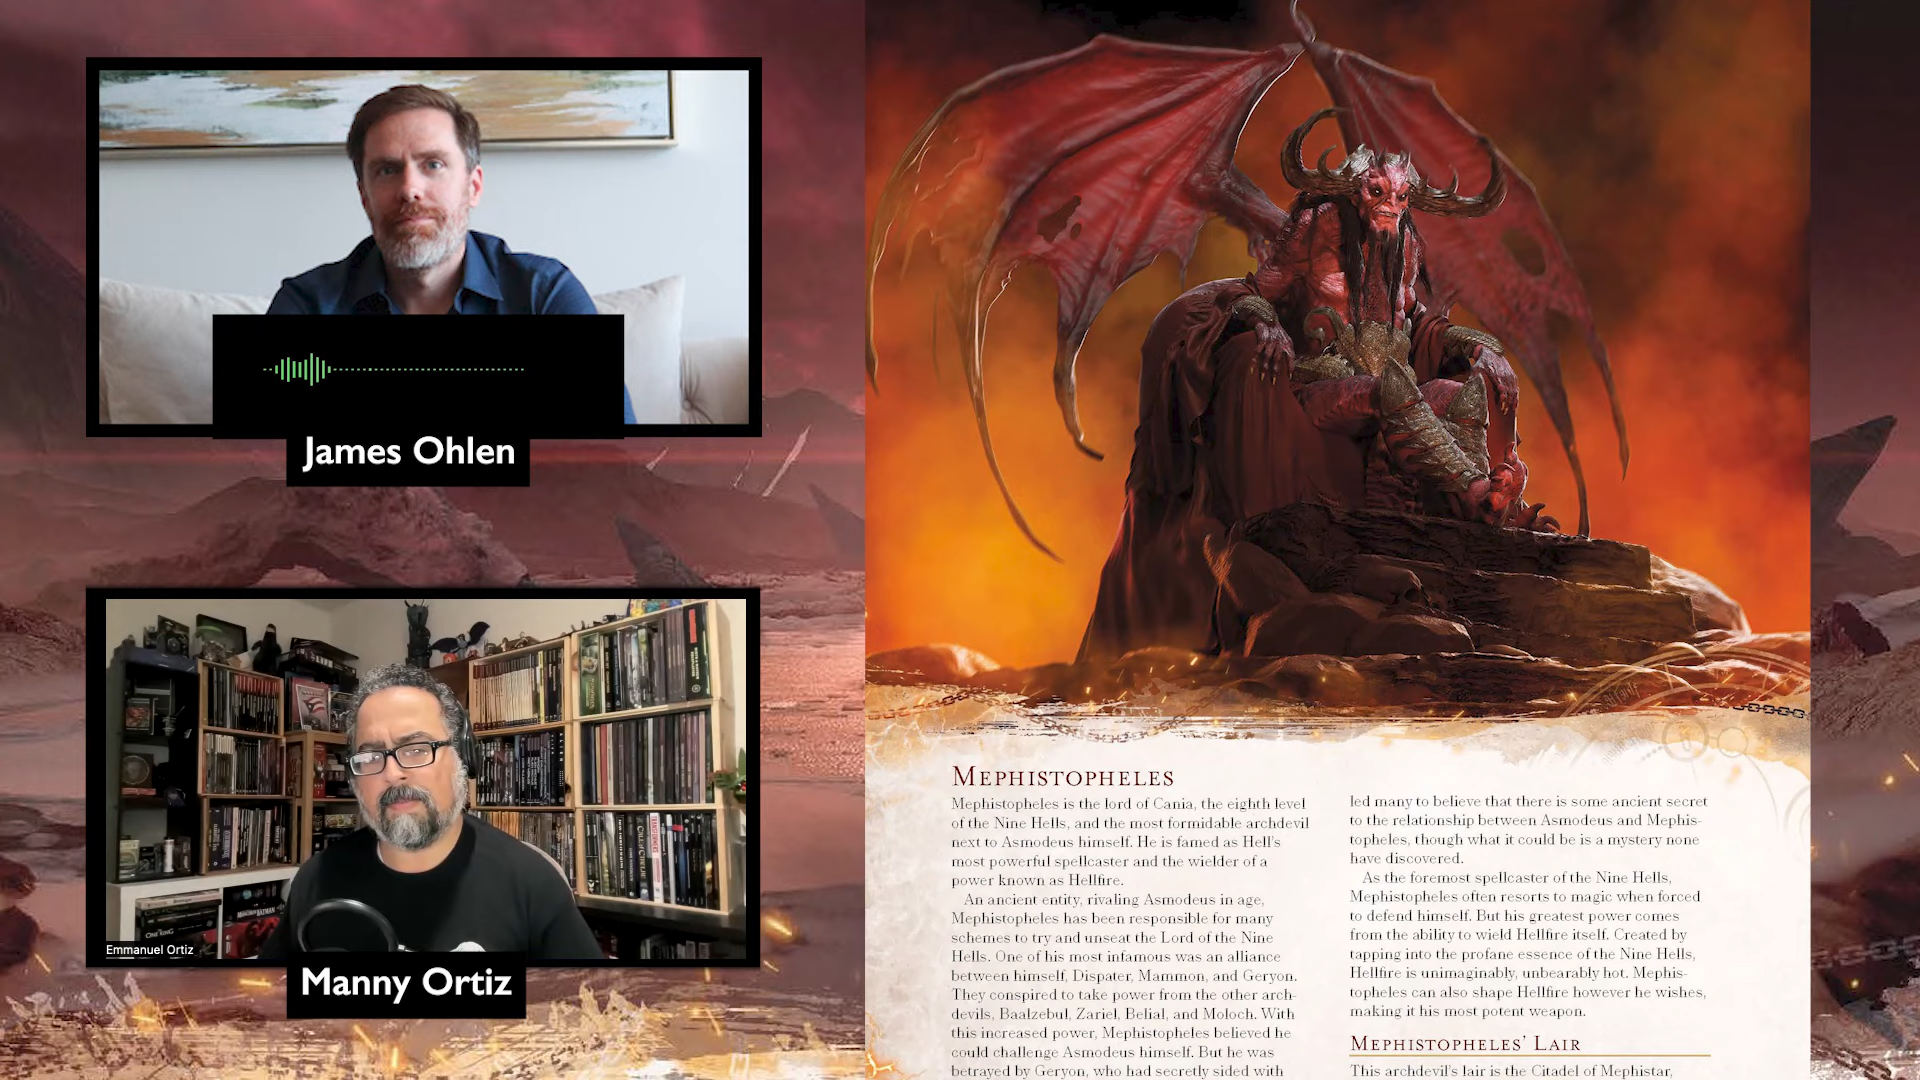 James Ohlen
Emmanuel Ortiz
Manny Ortiz
MEPHISTOPHELES
Mephistopheles is the lord of Cania, the eighth level
of the Nine Hells, and the most formidable archdevil
next to Asmodeus himself. He is famed as Hell's
most powerful spellcaster and the wielder of a
power known as Hellfire.
An ancient entity, rivaling Asmodeus in age,
Mephistopheles has been responsible for many
schemes to try and unseat the Lord of the Nine
Hells. One of his most infamous was an alliance
between himself, Dispater, Mammon, and Geryon.
They conspired to take power from the other arch-
devils, Baalzebul, Zariel, Belial, and Moloch. With
this increased power, Mephistopheles believed he
could challenge Asmodeus himself. But he was
betrayed by Geryon, who had secretly sided with
led many to believe that there is some ancient secret
to the relationship between Asmodeus and Mephis-
topheles, though what it could be is a mystery none
have discovered.
As the foremost spellcaster of the Nine Hells,
Mephistopheles often resorts to magic when forced
to defend himself. But his greatest power comes
from the ability to wield Hellfire itself. Created by
tapping into the profane essence of the Nine Hells,
Hellfire is unimaginably, unbearably hot. Mephis-
topheles can also shape Hellfire however he wishes,
making it his most potent weapon.
MEPHISTOPHELES' LAIR
This archdevil's lair is the Citadel of Mephistar,